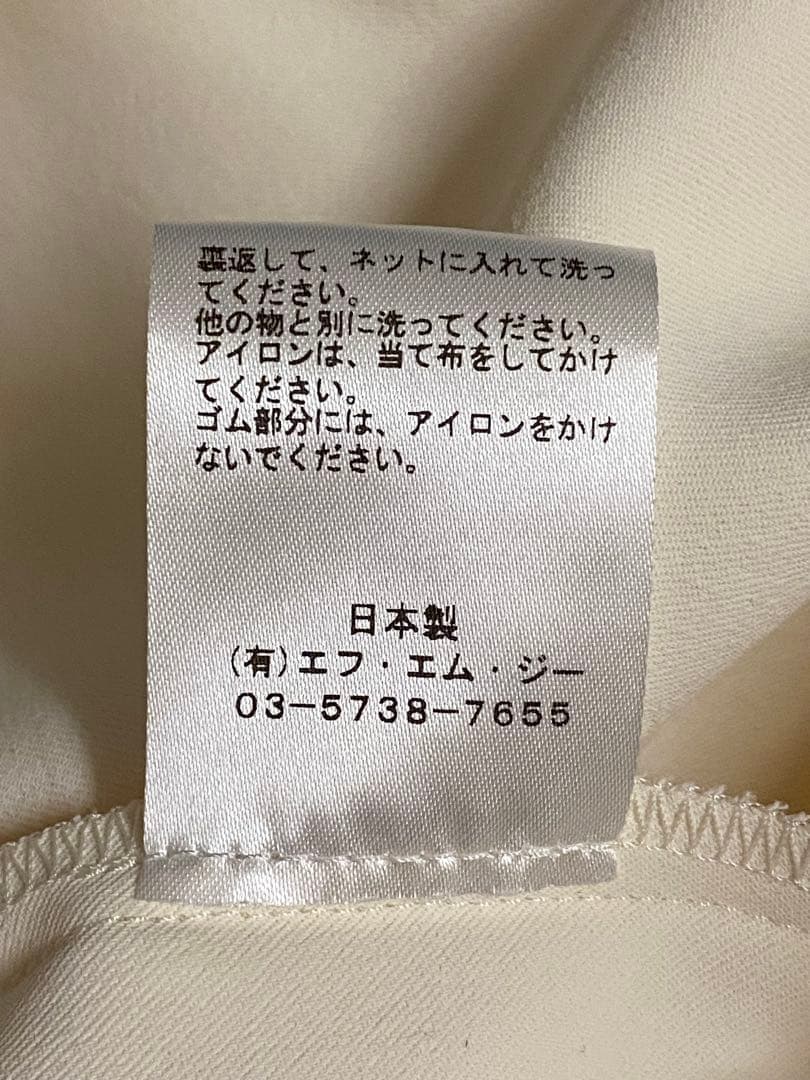 裏返して、ネットに入れて洗っ
てください。
他の物と別に洗ってください。
アイロンは、当て布をしてかけ
てください。
ゴム部分には、アイロンをかけ
ないでください。
日本製
(有)エフ・エム・ジー
03-5738-7655